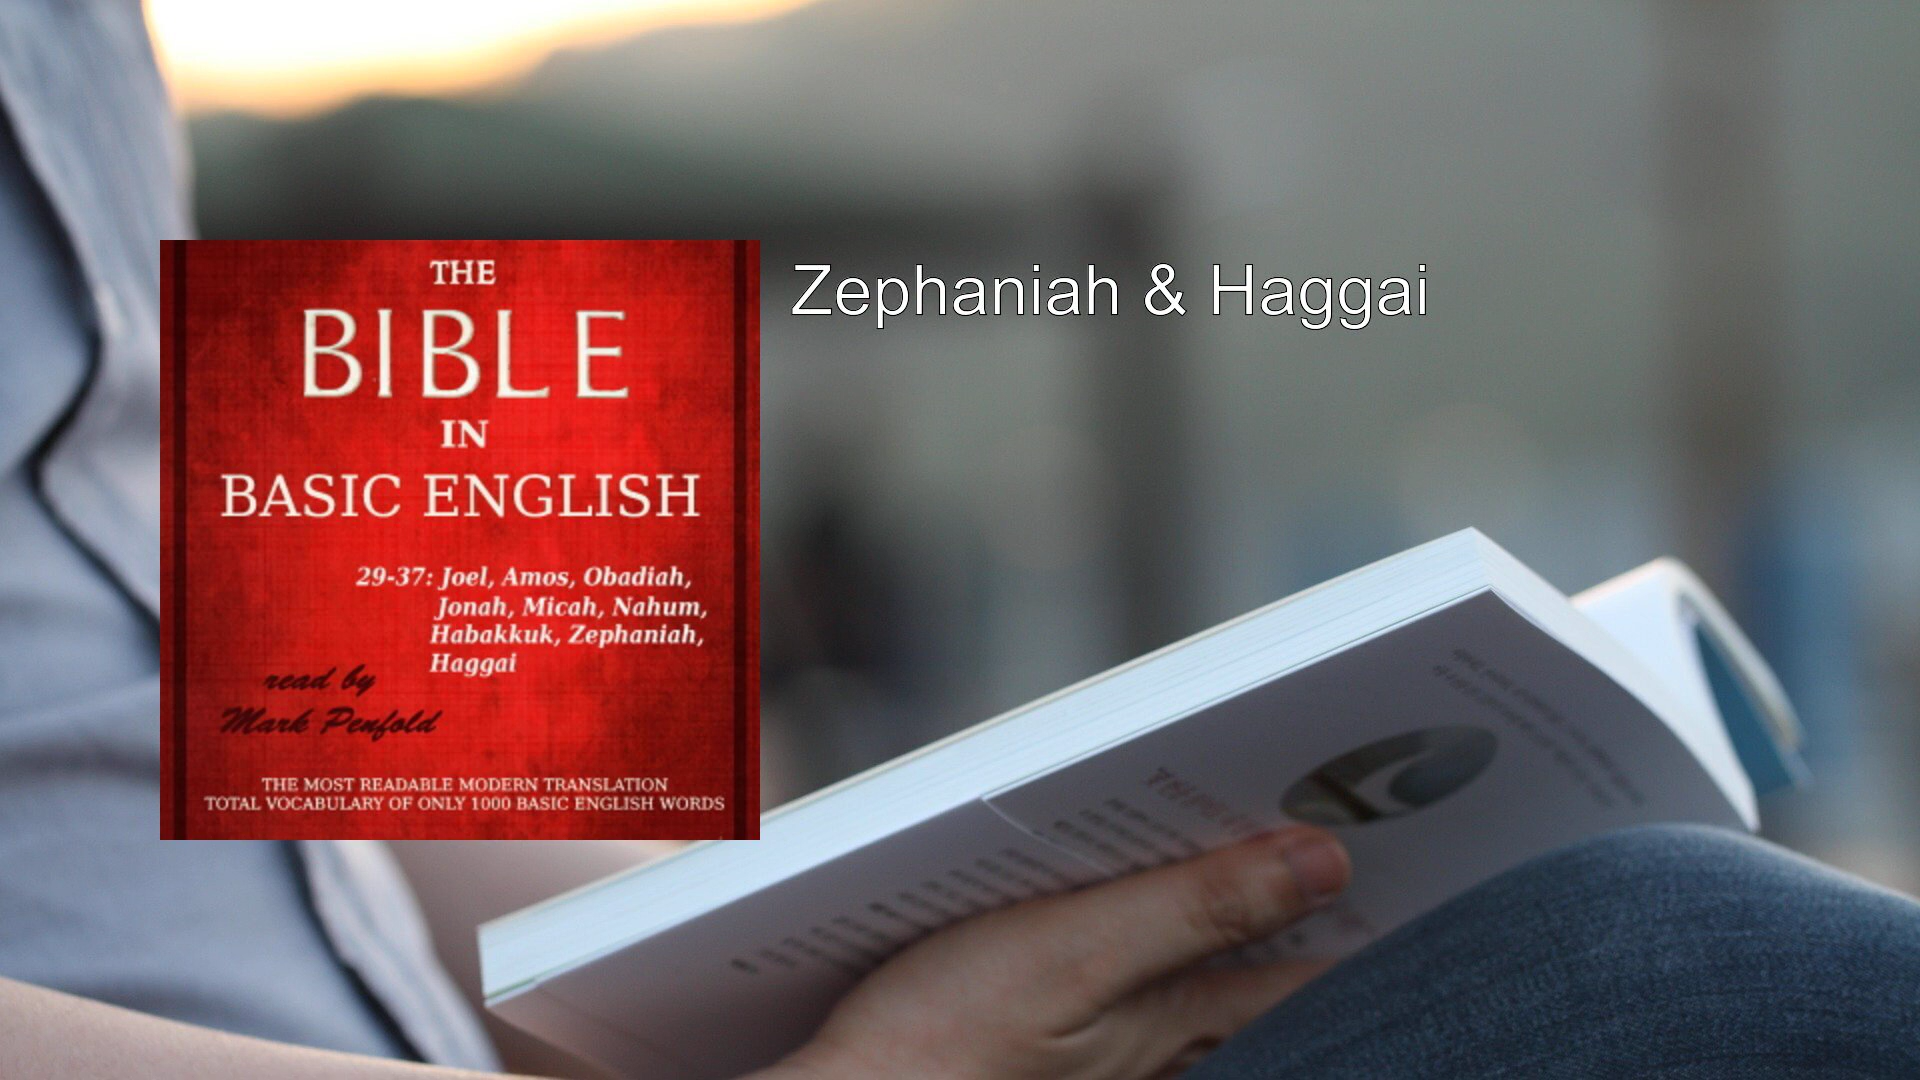 THE
BIBLE
IN
BASIC ENGLISH
29-37: Joel, Amos, Obadiah,
Jonah, Micah, Nahum,
Habakkuk, Zephaniah,
Haggai
read by
Mark Penfold
THE MOST READABLE MODERN TRANSLATION
TOTAL VOCABULARY OF ONLY 1000 BASIC ENGLISH WORDS
Zephaniah & Haggai